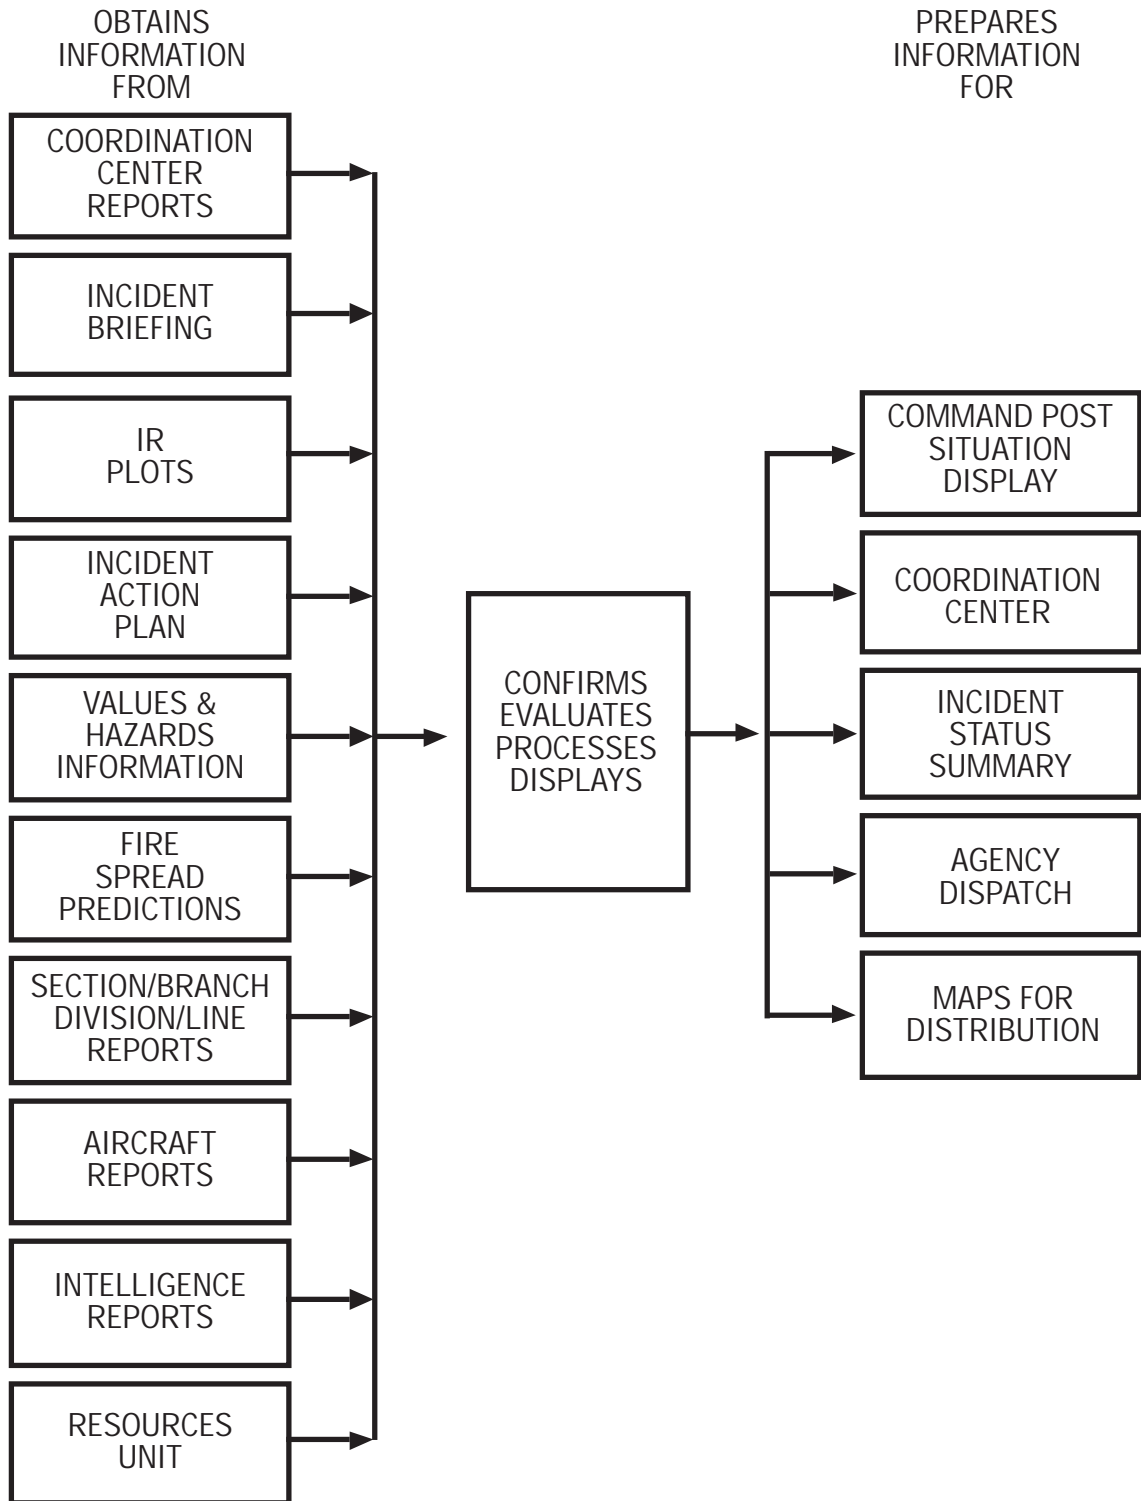 OBTAINS
INFORMATION
FROM
COORDINATION
CENTER
REPORTS
INCIDENT
BRIEFING
IR
PLOTS
INCIDENT
ACTION
PLAN
VALUES &
HAZARDS
INFORMATION
FIRE
SPREAD
PREDICTIONS
SECTION/BRANCH
DIVISION/LINE
REPORTS
AIRCRAFT
REPORTS
INTELLIGENCE
REPORTS
RESOURCES
UNIT
CONFIRMS
EVALUATES
PROCESSES
DISPLAYS
PREPARES
INFORMATION
FOR
COMMAND POST
SITUATION
DISPLAY
COORDINATION
CENTER
INCIDENT
STATUS
SUMMARY
AGENCY
DISPATCH
MAPS FOR
DISTRIBUTION